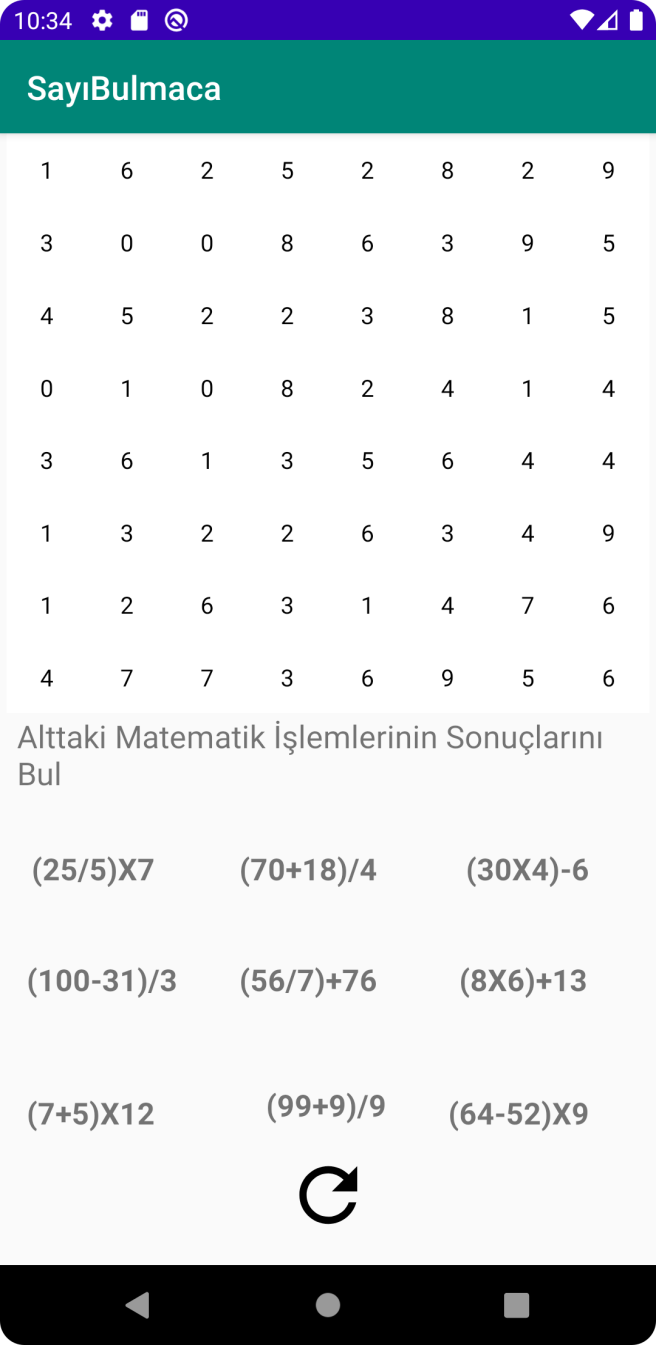 10:34
SayıBulmaca
1 6 2 5 2 8 2 9
3 0 0 8 6 3 9 5
4 5 2 2 3 8 1 5
0 1 0 8 2 4 1 4
3 6 1 3 5 6 4 4
1 3 2 2 6 3 4 9
1 2 6 3 1 4 7 6
4 7 7 3 6 9 5 6
Alttaki Matematik İşlemlerinin Sonuçlarını
Bul
(25/5)X7 (70+18)/4 (30X4)-6
(100-31)/3 (56/7)+76 (8X6)+13
(7+5)X12 (99+9)/9 (64-52)X9